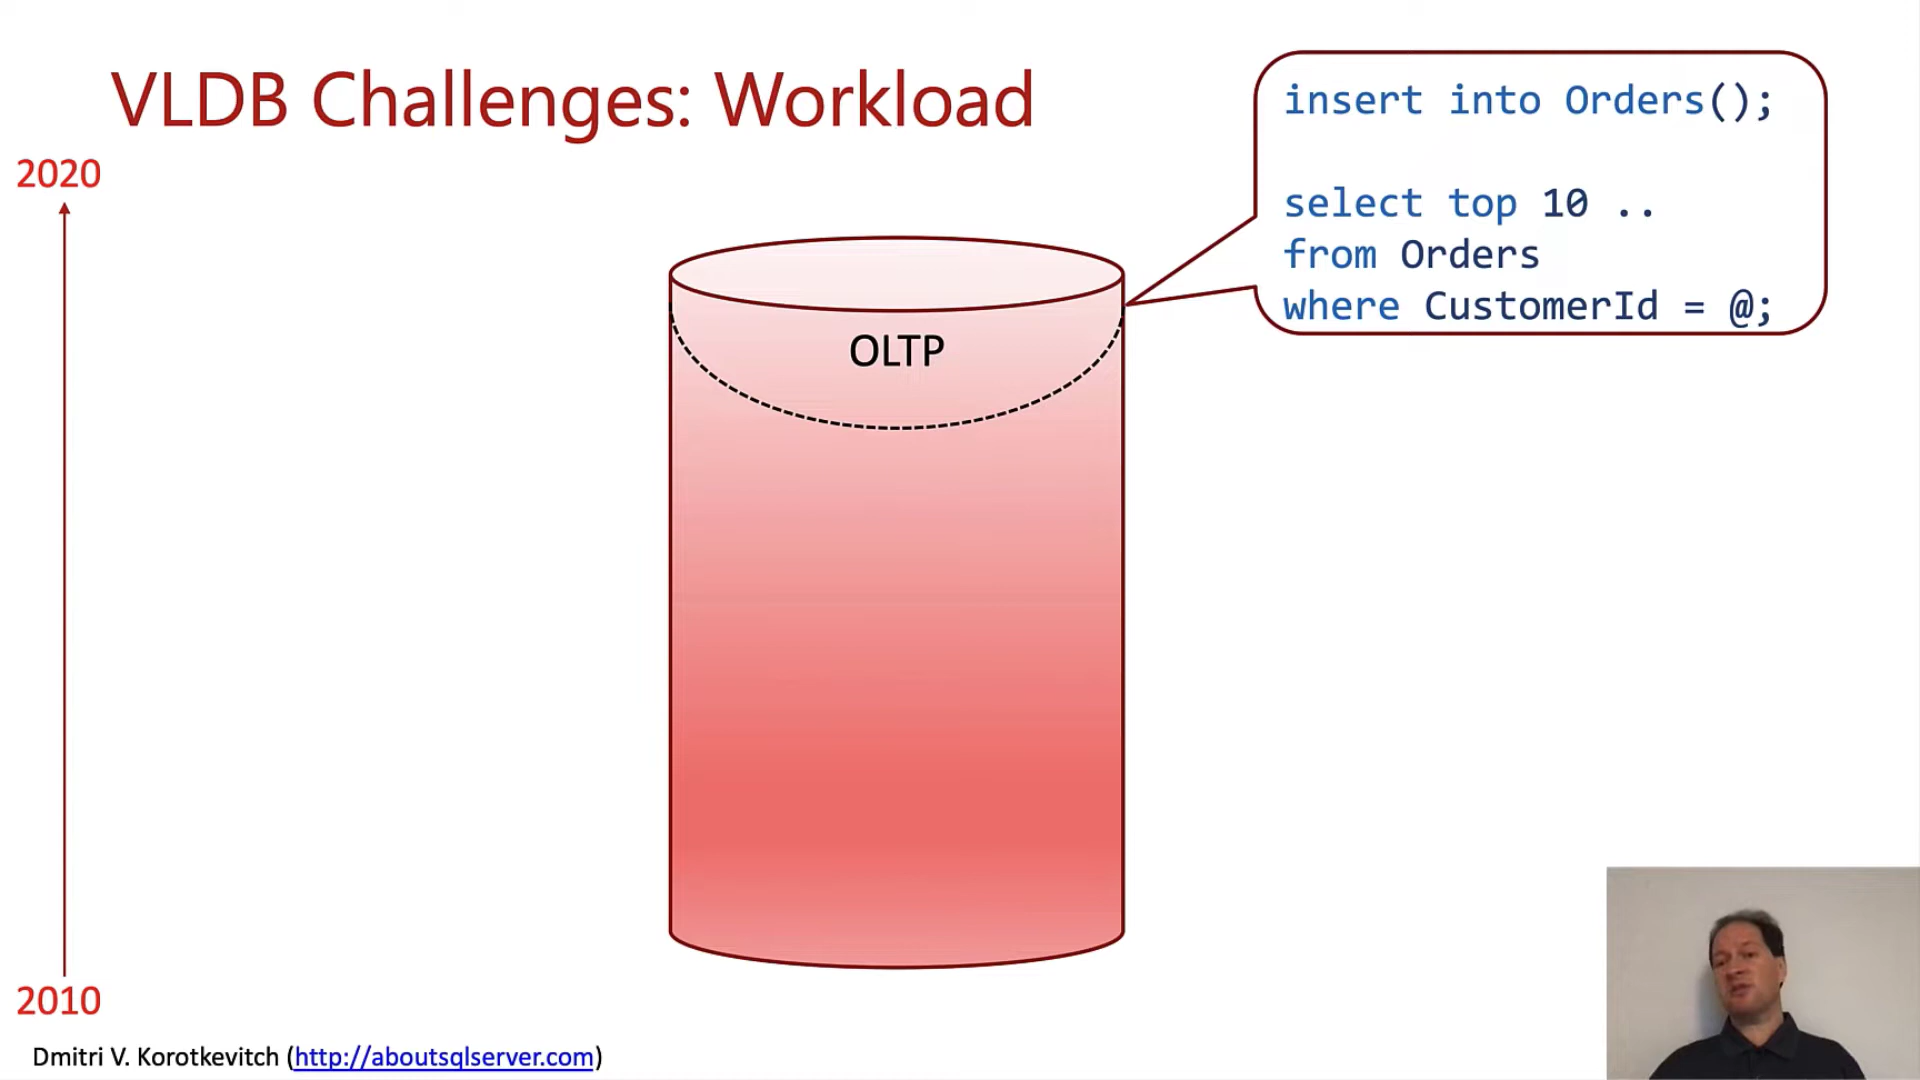 VLDB Challenges: Workload
insert into Orders();
select top 10 ..
from Orders
where CustomerId = @;
2020
OLTP
2010
Dmitri V. Korotkevitch (http://aboutsqlserver.com)